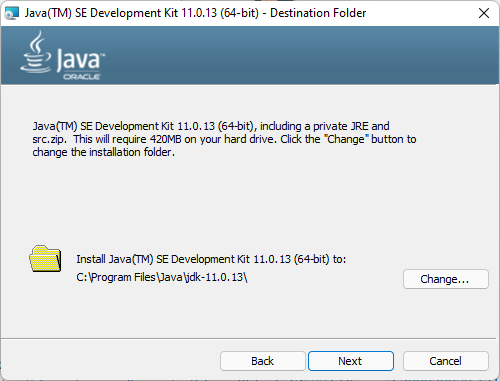 Java(TM) SE Development Kit 11.0.13 (64-bit) - Destination Folder
Java™
ORACLE
Java(TM) SE Development Kit 11.0.13 (64-bit), including a private JRE and
src.zip.  This will require 420MB on your hard drive. Click the "Change" button to
change the installation folder.
Install Java(TM) SE Development Kit 11.0.13 (64-bit) to:
C:\Program Files\Java\jdk-11.0.13\
Change...
Back
Next
Cancel